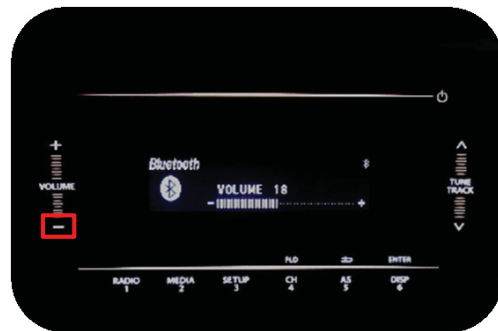 +
VOLUME
−
Bluetooth
VOLUME 18
− +
TUNE
TRACK
FLD
ENTER
RADIO
1
MEDIA
2
SETUP
3
CH
4
AS
5
DISP
6